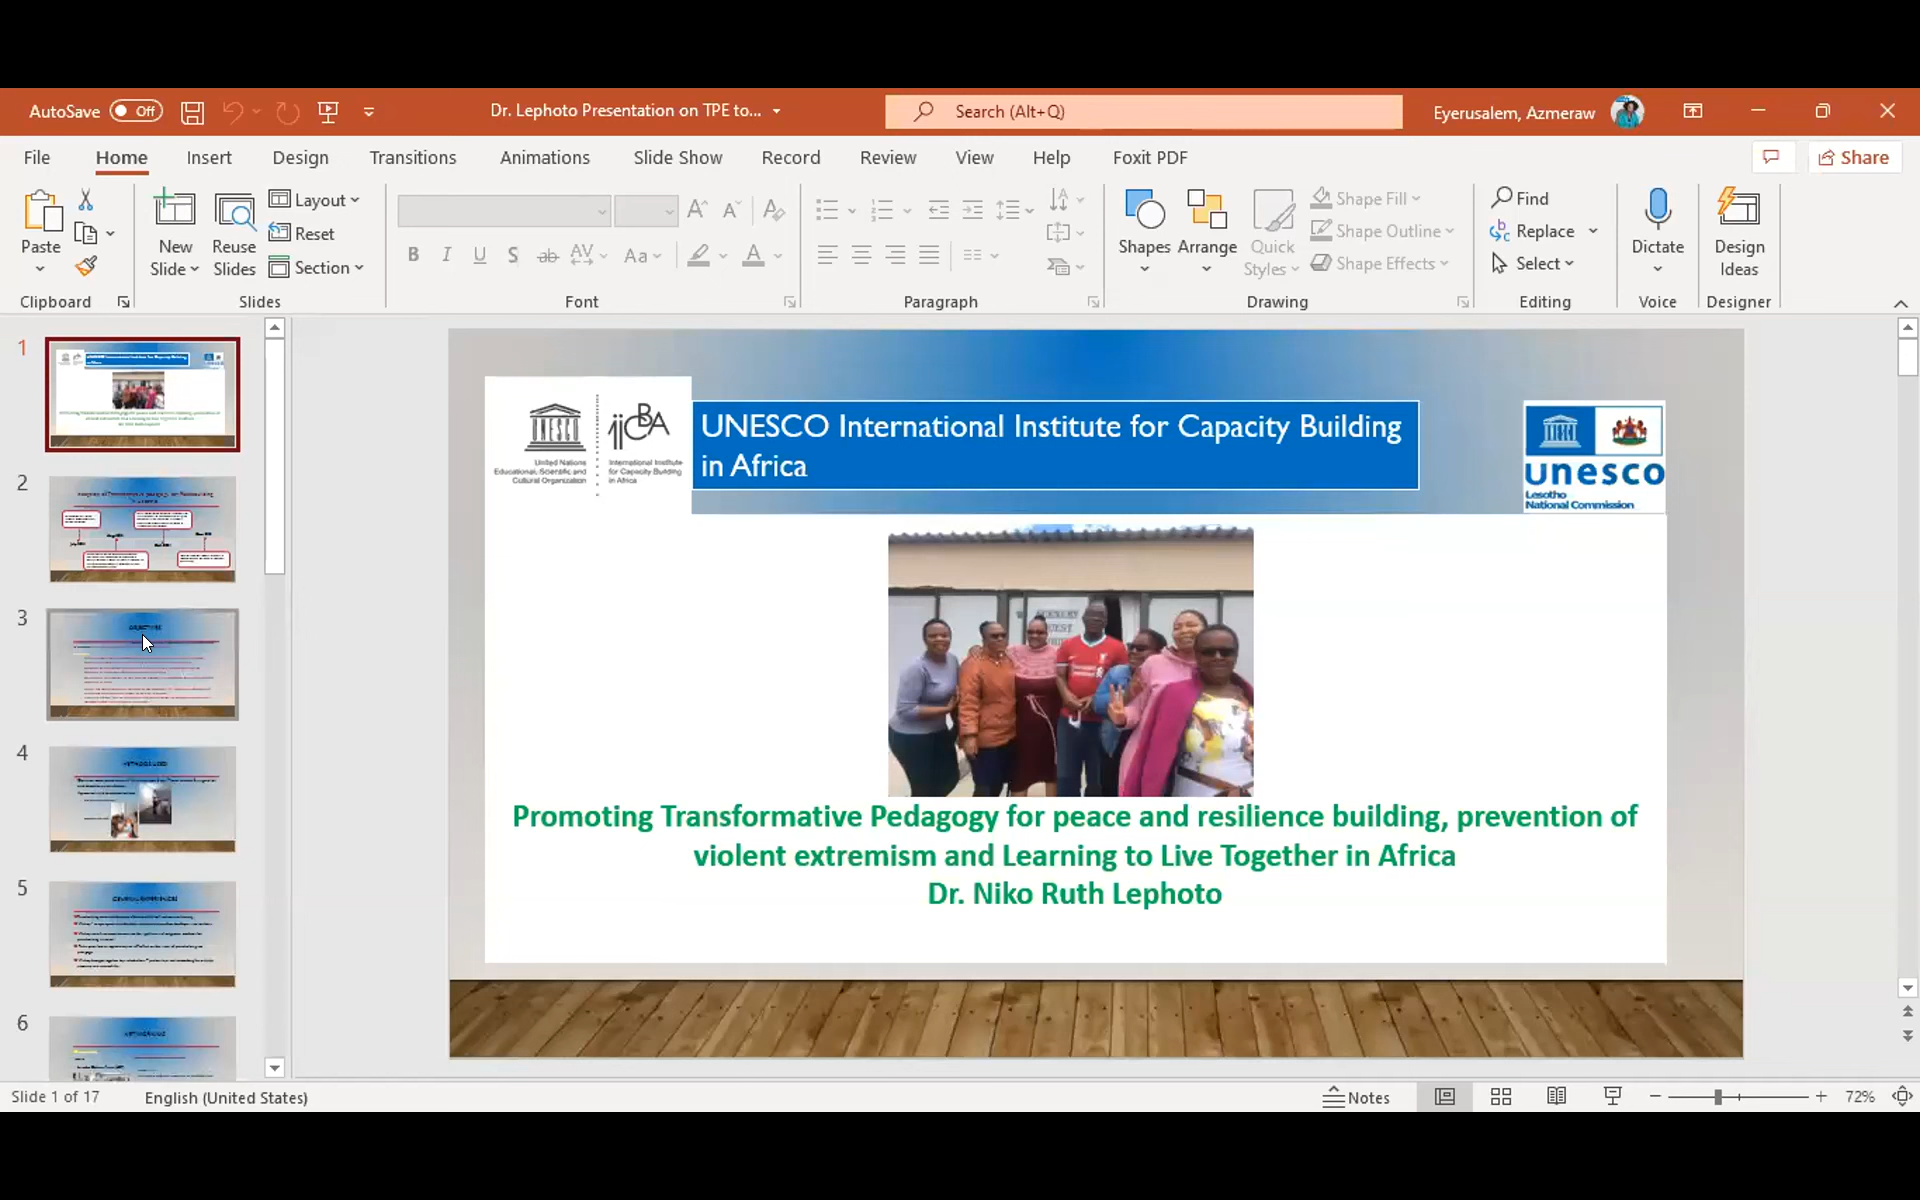 AutoSave Off
Dr. Lephoto Presentation on TPE to...
Search (Alt+Q)
Eyerusalem, Azmeraw
File Home Insert Design Transitions Animations Slide Show Record Review View Help Foxit PDF
Share
Paste
Clipboard
New Slide
Reuse Slides
Layout
Reset
Section
Slides
B I U S ab AV Aa A
Font
Paragraph
Shapes
Arrange
Quick Styles
Shape Fill
Shape Outline
Shape Effects
Drawing
Find
Replace
Select
Editing
Dictate
Voice
Design Ideas
Designer
1
2
3
4
5
6
United Nations
Educational, Scientific and
Cultural Organization
iicBA
International Institute
for Capacity Building
in Africa
UNESCO International Institute for Capacity Building
in Africa
unesco
Lesotho
National Commission
Promoting Transformative Pedagogy for peace and resilience building, prevention of
violent extremism and Learning to Live Together in Africa
Dr. Niko Ruth Lephoto
Slide 1 of 17
English (United States)
Notes
72%